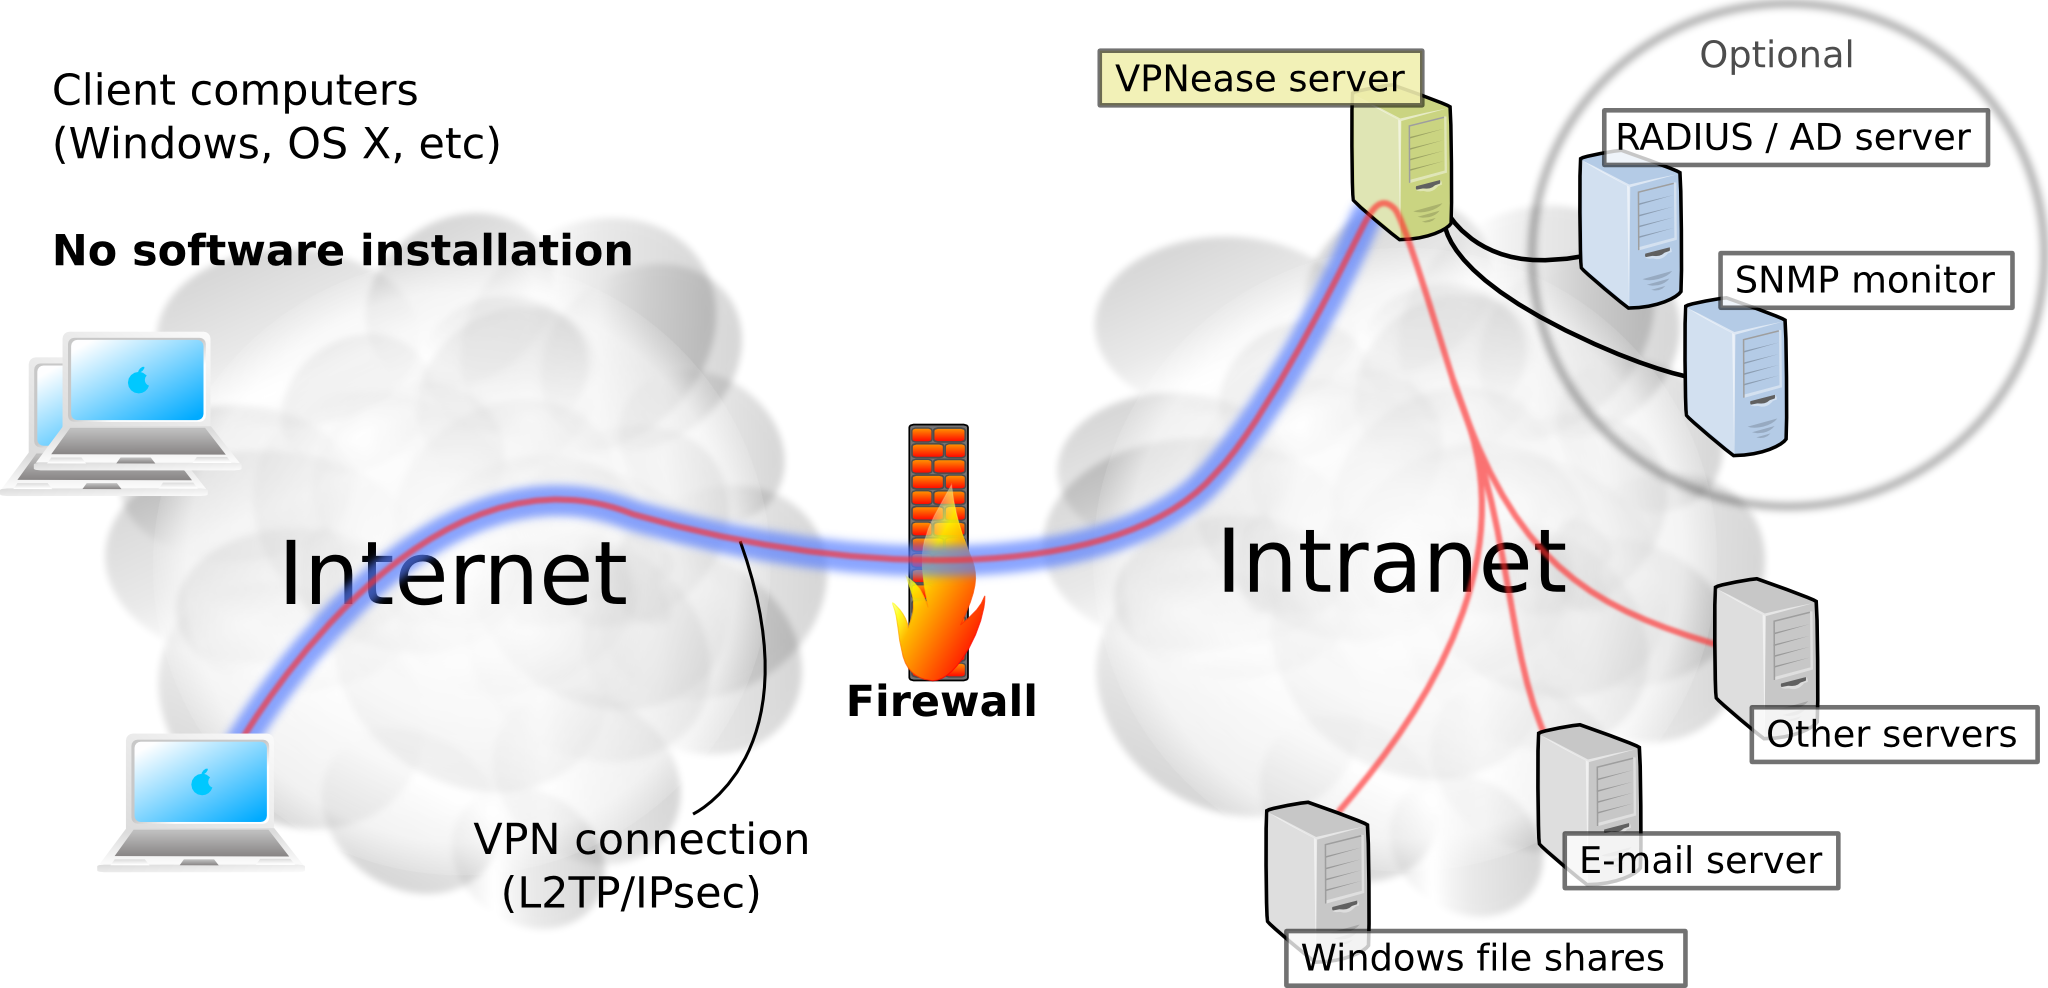 Client computers
(Windows, OS X, etc)
No software installation
Internet
VPN connection
(L2TP/IPsec)
Firewall
VPNease server
Optional
RADIUS / AD server
SNMP monitor
Intranet
Other servers
E-mail server
Windows file shares